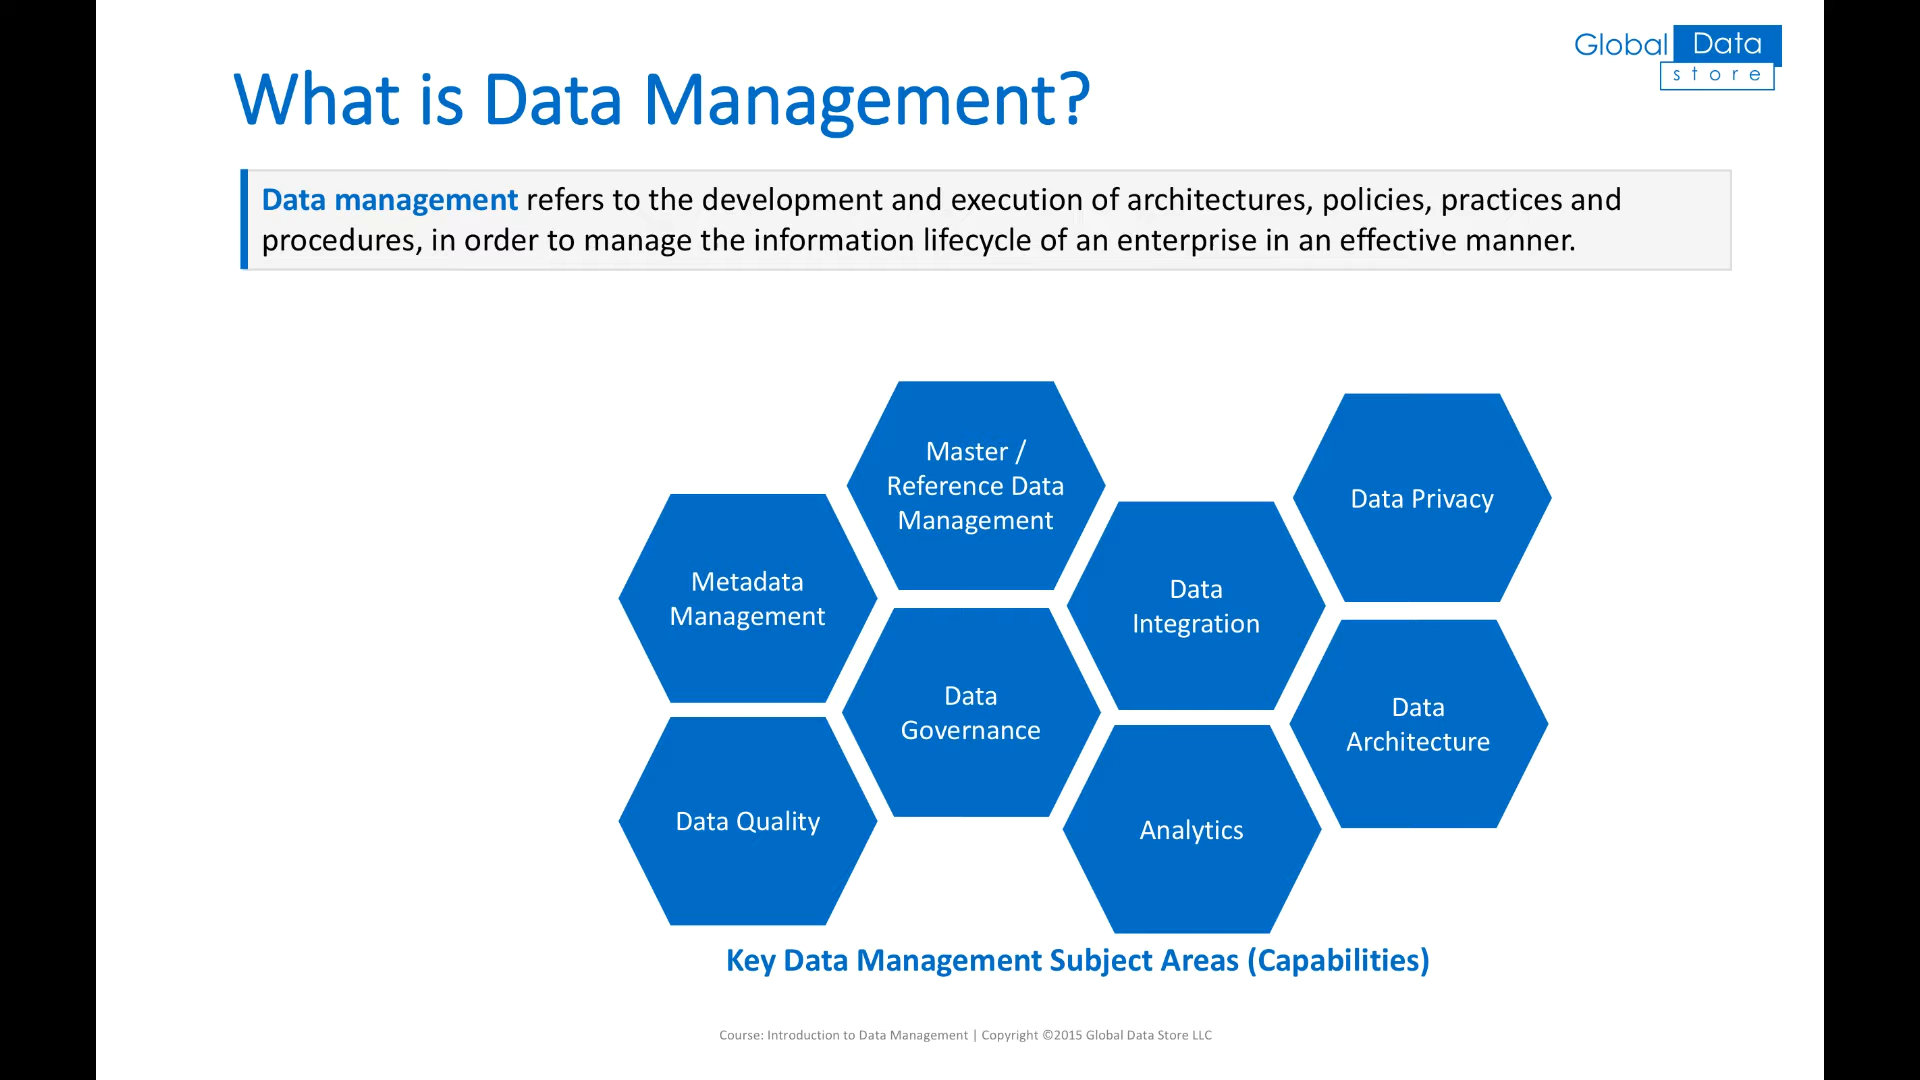 Global Data
store
What is Data Management?
Data management refers to the development and execution of architectures, policies, practices and
procedures, in order to manage the information lifecycle of an enterprise in an effective manner.
Master /
Reference Data
Management
Data Privacy
Metadata
Management
Data
Integration
Data
Governance
Data
Architecture
Data Quality
Analytics
Key Data Management Subject Areas (Capabilities)
Course: Introduction to Data Management | Copyright ©2015 Global Data Store LLC